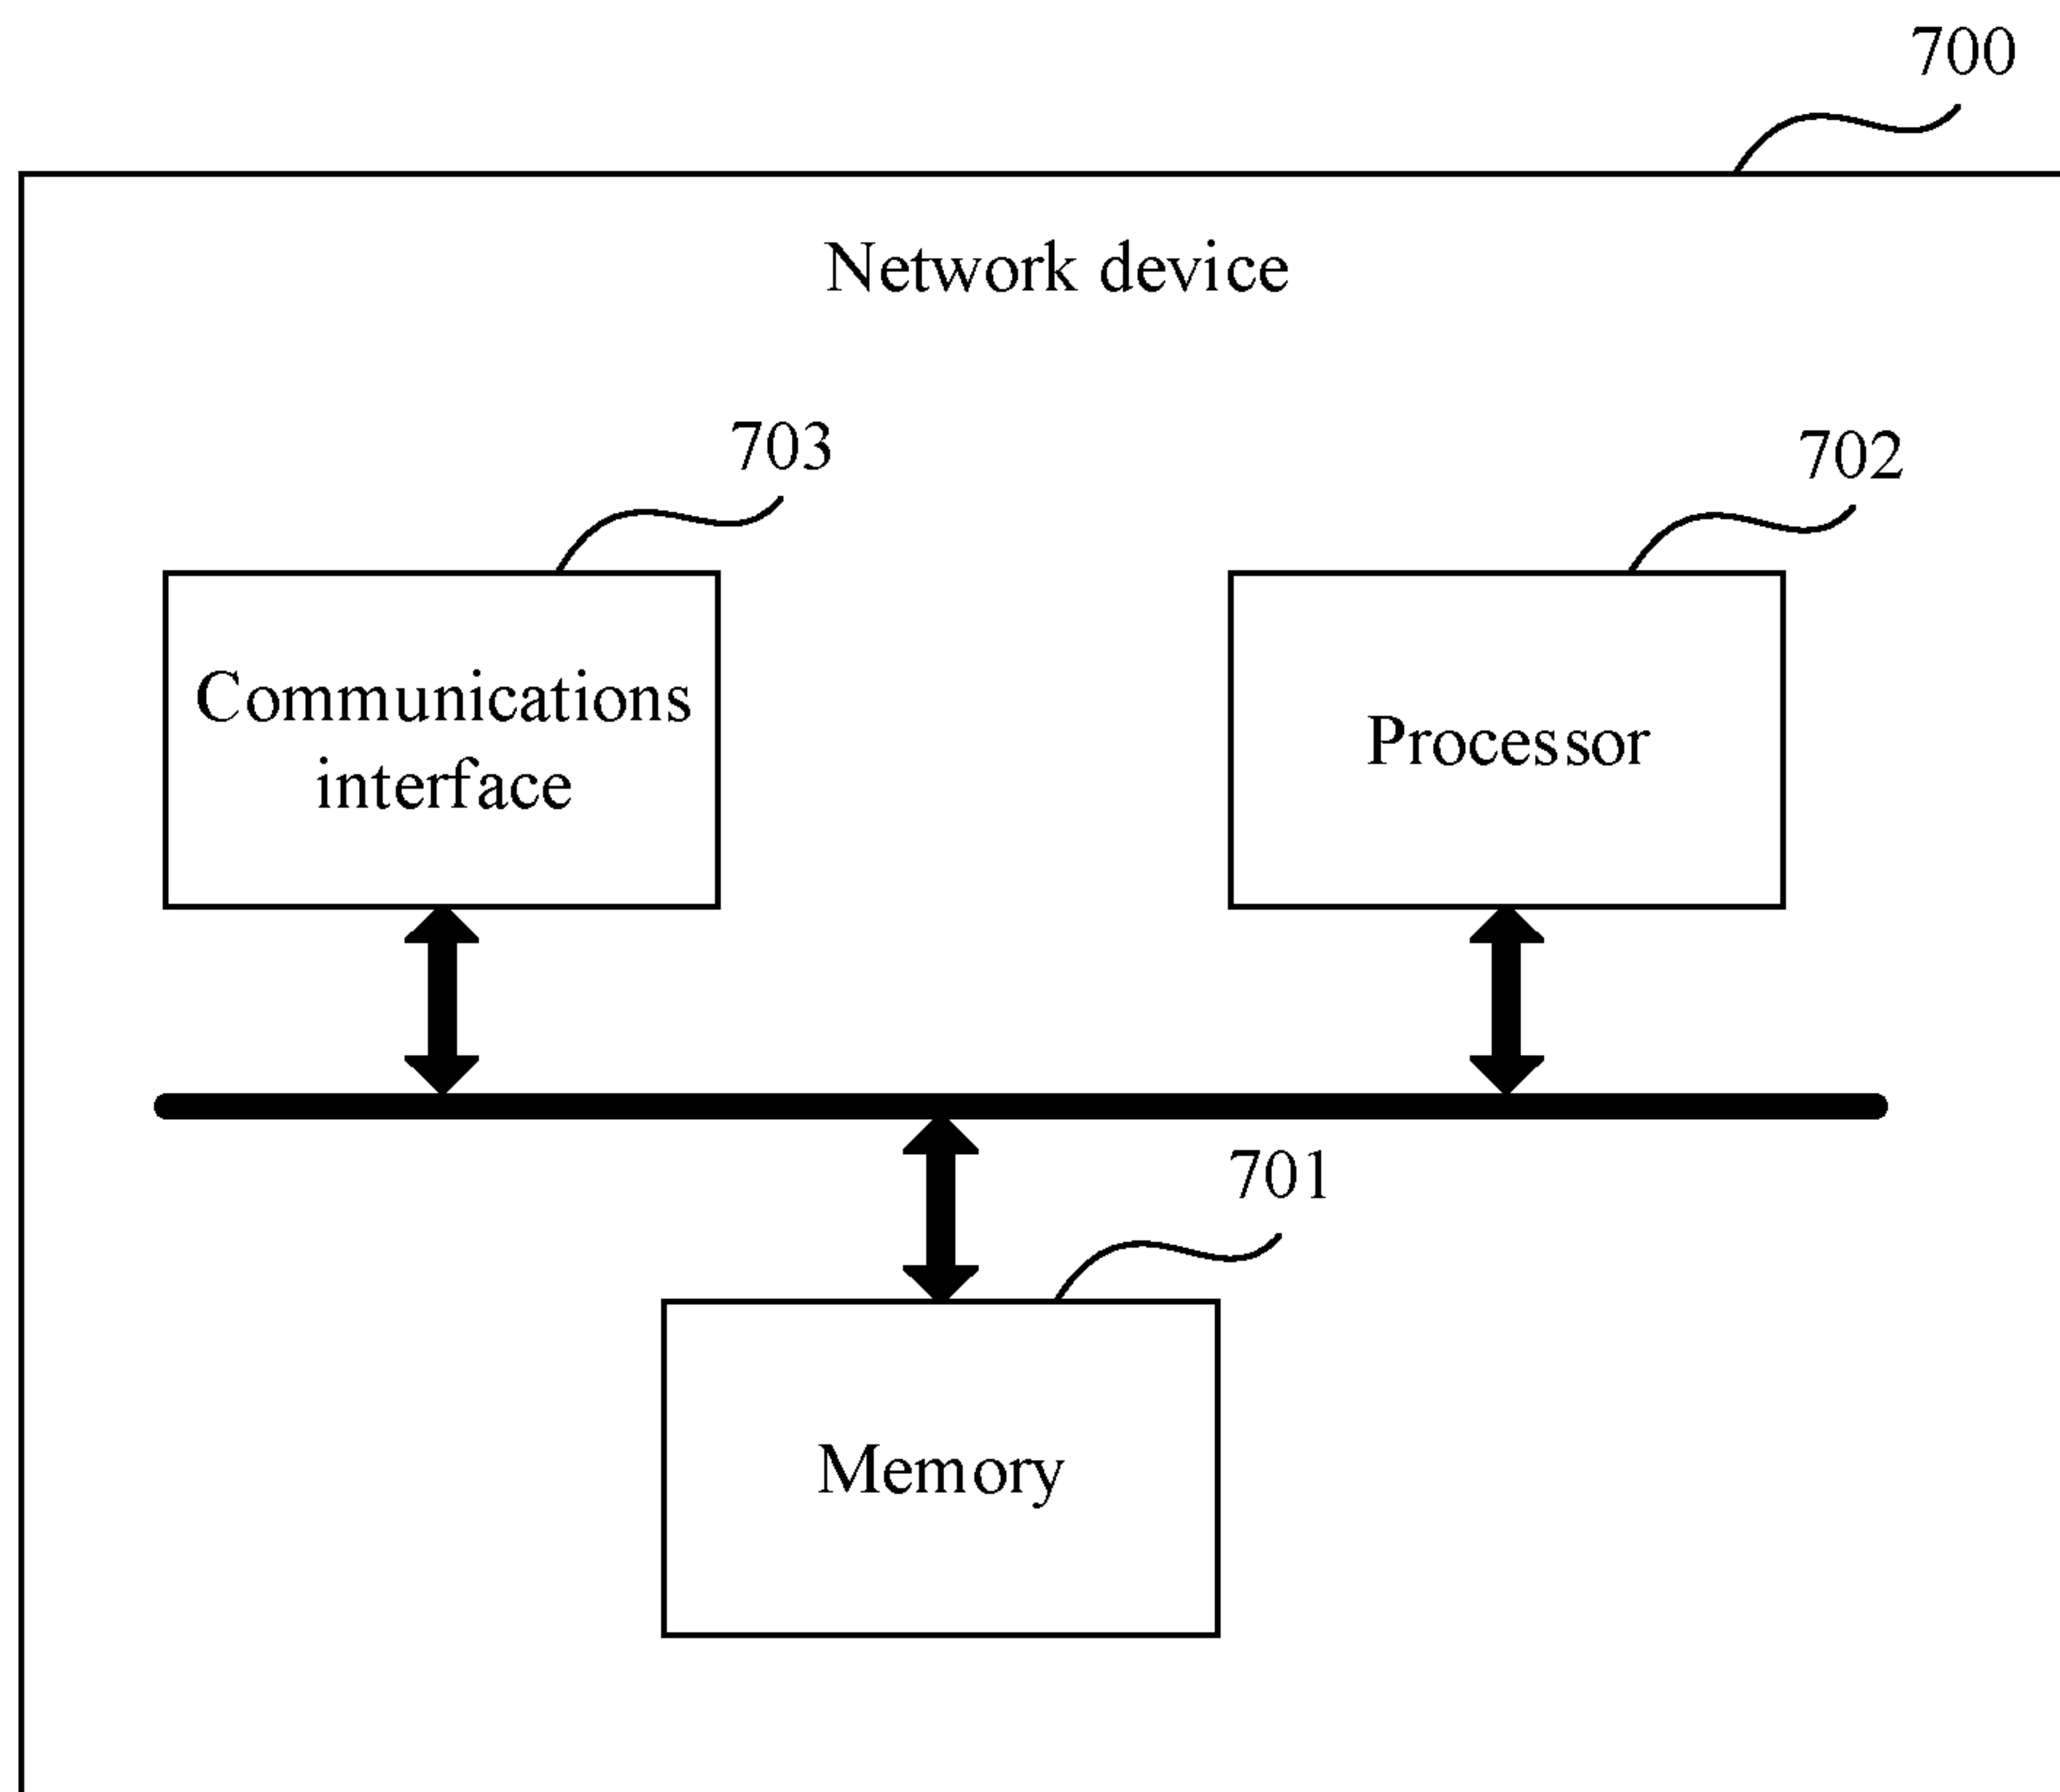 700
Network device
703
702
Communications
interface
Processor
701
Memory